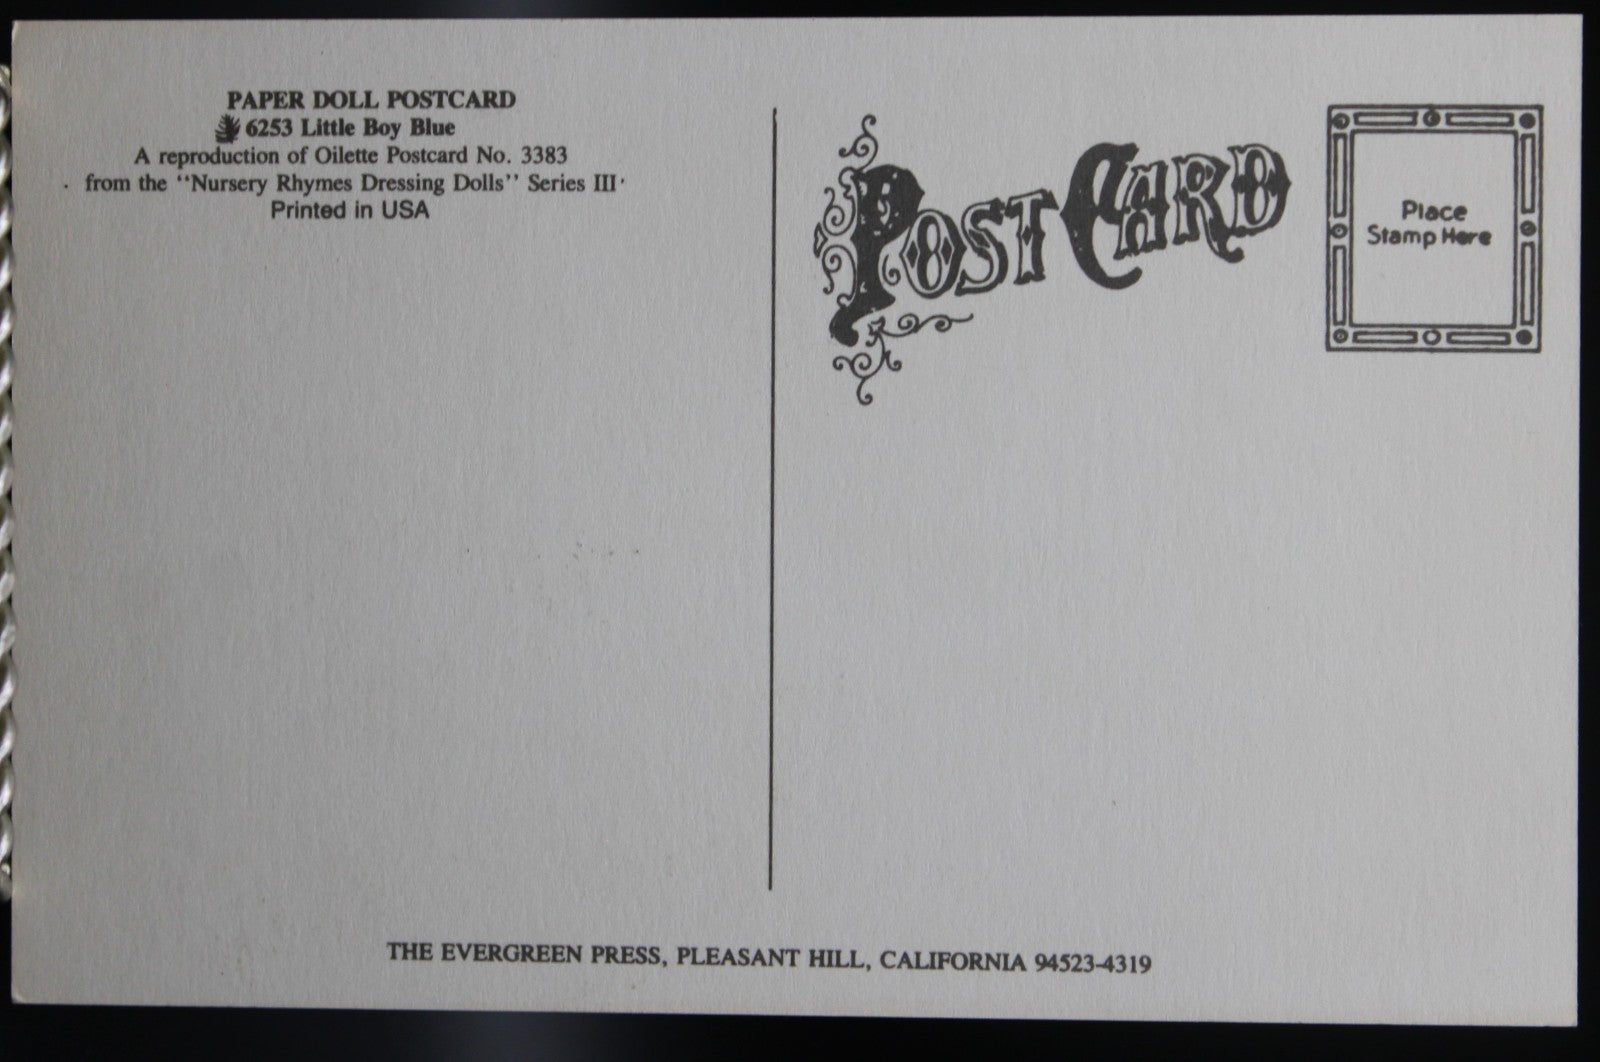 PAPER DOLL POSTCARD
6253 Little Boy Blue
A reproduction of Oilette Postcard No. 3383
from the "Nursery Rhymes Dressing Dolls" Series III
Printed in USA
POST CARD
Place
Stamp Here
THE EVERGREEN PRESS, PLEASANT HILL, CALIFORNIA 94523-4319